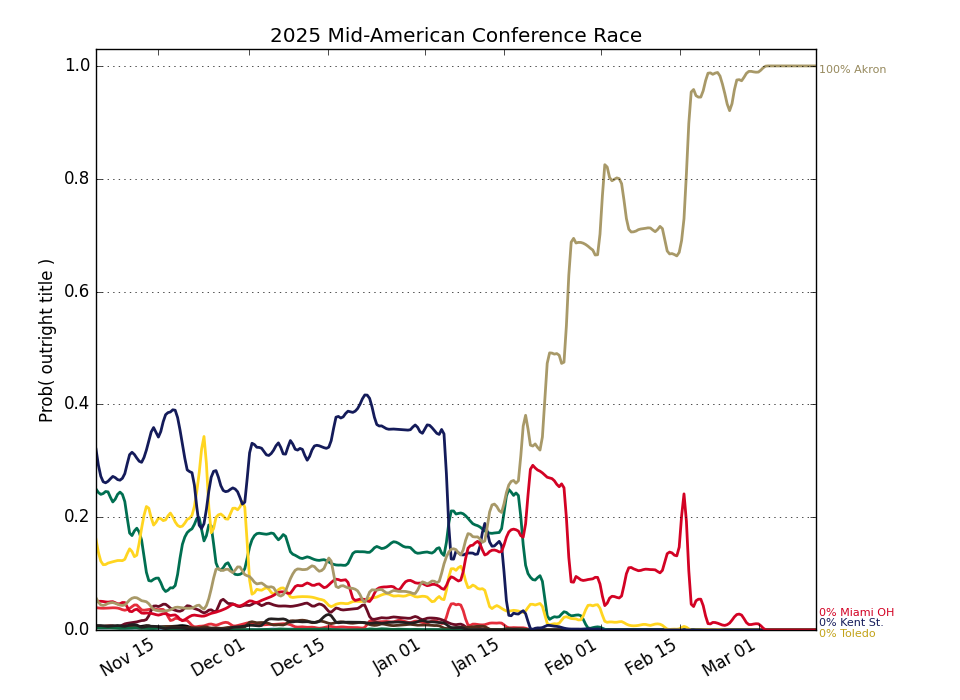 2025 Mid-American Conference Race
Prob( outright title )
1.0
0.8
0.6
0.4
0.2
0.0
100% Akron
0% Miami OH
0% Kent St.
0% Toledo
Nov 15
Dec 01
Dec 15
Jan 01
Jan 15
Feb 01
Feb 15
Mar 01